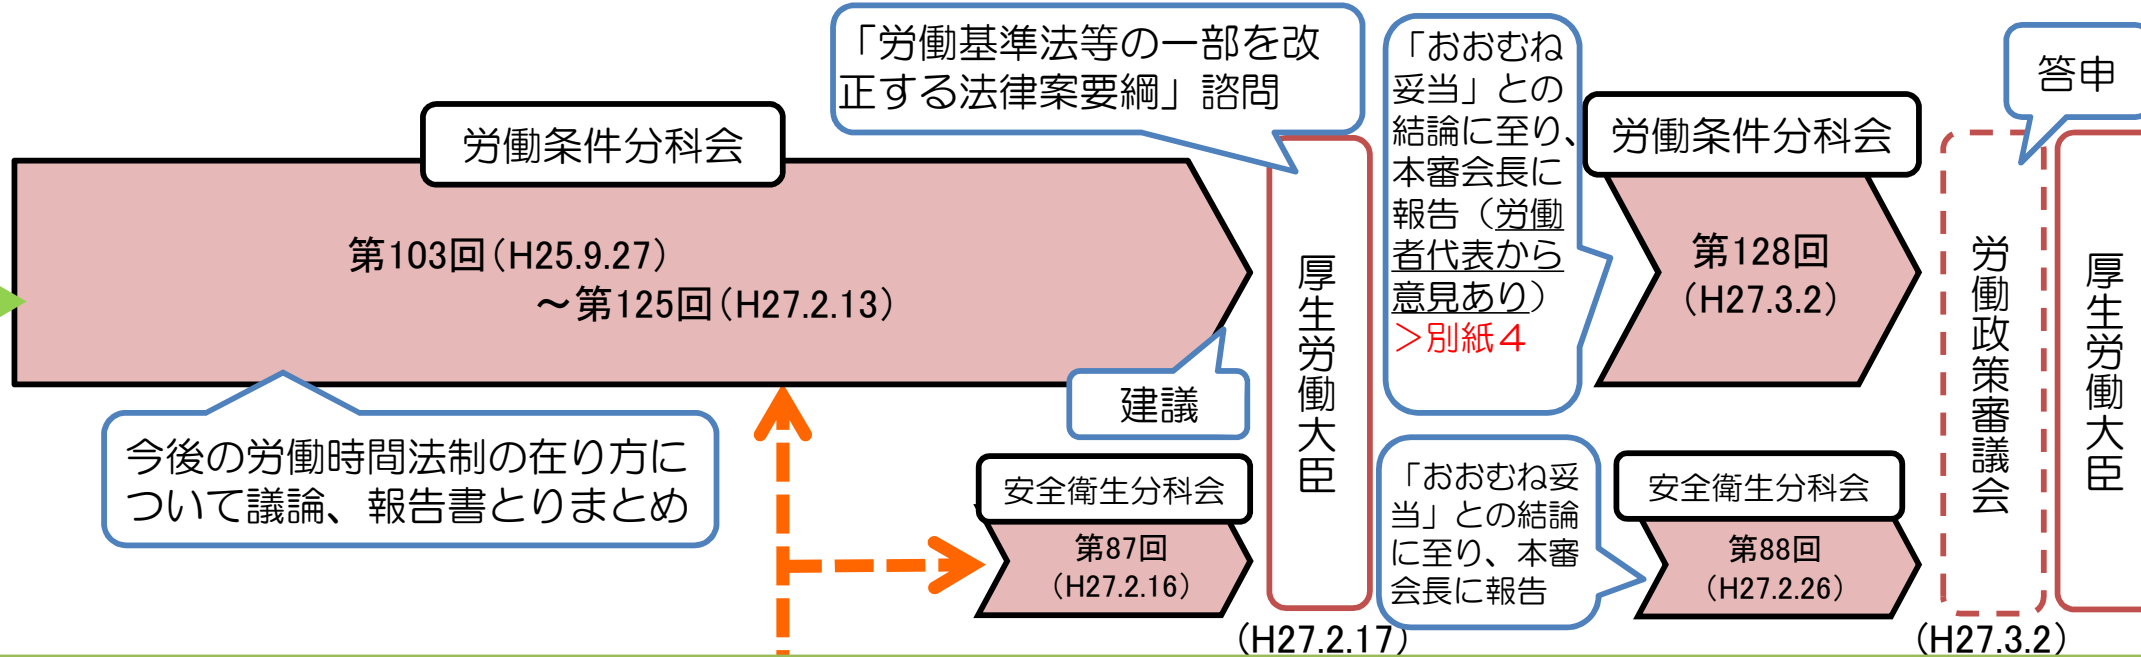 労働条件分科会
第103回(H25.9.27)
～第125回(H27.2.13)
今後の労働時間法制の在り方に
ついて議論、報告書とりまとめ
建議
安全衛生分科会
第87回
(H27.2.16)
「労働基準法等の一部を改
正する法律案要綱」諮問
厚生労働大臣
(H27.2.17)
「おおむね
妥当」との
結論に至り、
本審会長に
報告（労働
者代表から
意見あり）
＞別紙４
労働条件分科会
第128回
(H27.3.2)
「おおむね妥
当」との結論
に至り、本審
会長に報告
安全衛生分科会
第88回
(H27.2.26)
答申
労働政策審議会
(H27.3.2)
厚生労働大臣